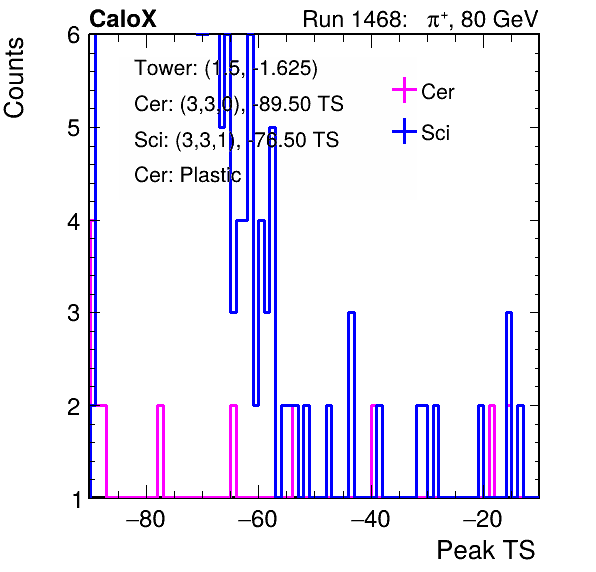 CaloX Run 1468: π+, 80 GeV
Counts
Tower: (1.5, -1.625)
Cer: (3,3,0), -89.50 TS
Sci: (3,3,1), -76.50 TS
Cer: Plastic
Cer
Sci
6
5
4
3
2
1
−80 −60 −40 −20
Peak TS